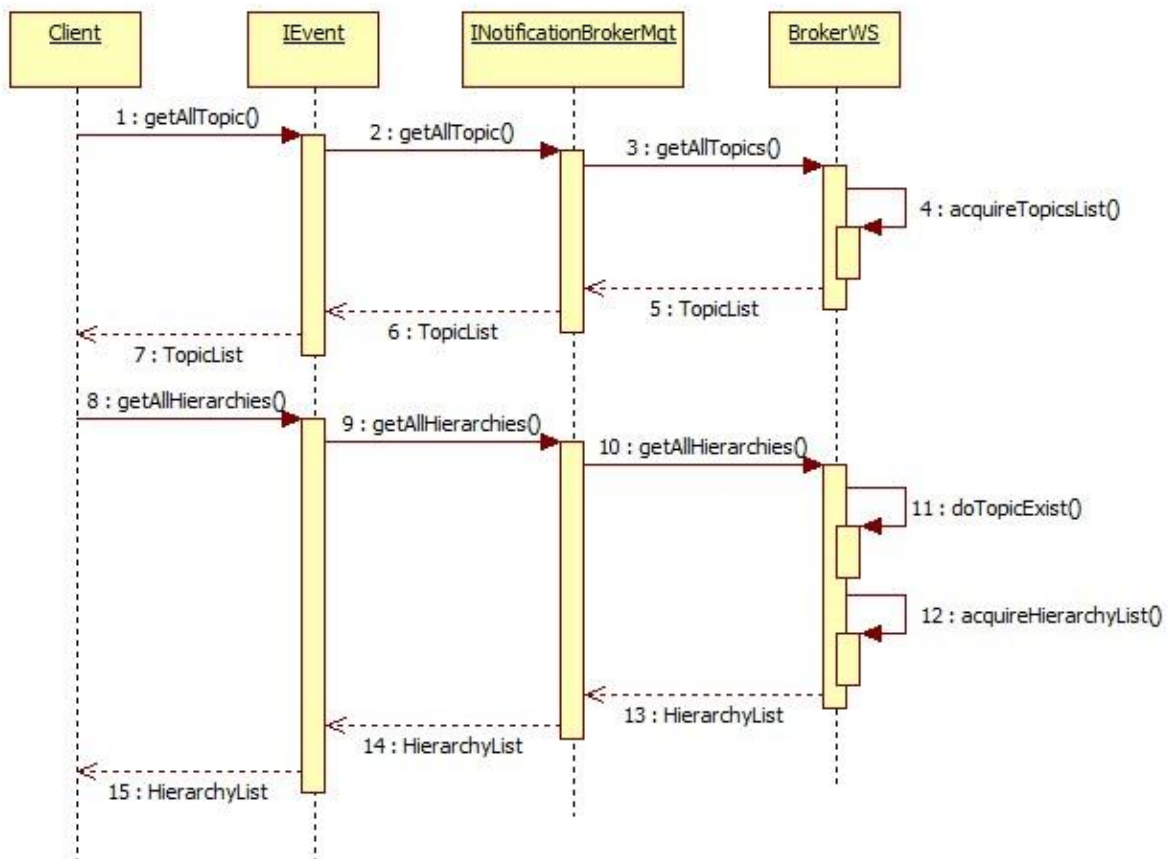 Client
IEvent
INotificationBrokerMgt
BrokerWS
1 : getAllTopic()
2 : getAllTopic()
3 : getAllTopics()
4 : acquireTopicsList()
5 : TopicList
6 : TopicList
7 : TopicList
8 : getAllHierarchies()
9 : getAllHierarchies()
10 : getAllHierarchies()
11 : doTopicExist()
12 : acquireHierarchyList()
13 : HierarchyList
14 : HierarchyList
15 : HierarchyList